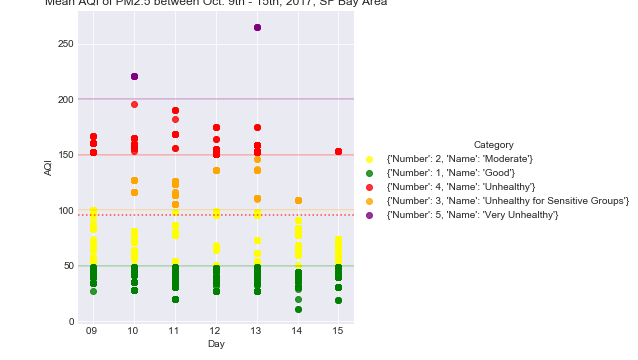 Mean AQI of PM2.5 between Oct. 9th - 15th, 2017, SF Bay Area
250
200
150
100
50
0
AQI
09 10 11 12 13 14 15
Day
Category
{'Number': 2, 'Name': 'Moderate'}
{'Number': 1, 'Name': 'Good'}
{'Number': 4, 'Name': 'Unhealthy'}
{'Number': 3, 'Name': 'Unhealthy for Sensitive Groups'}
{'Number': 5, 'Name': 'Very Unhealthy'}